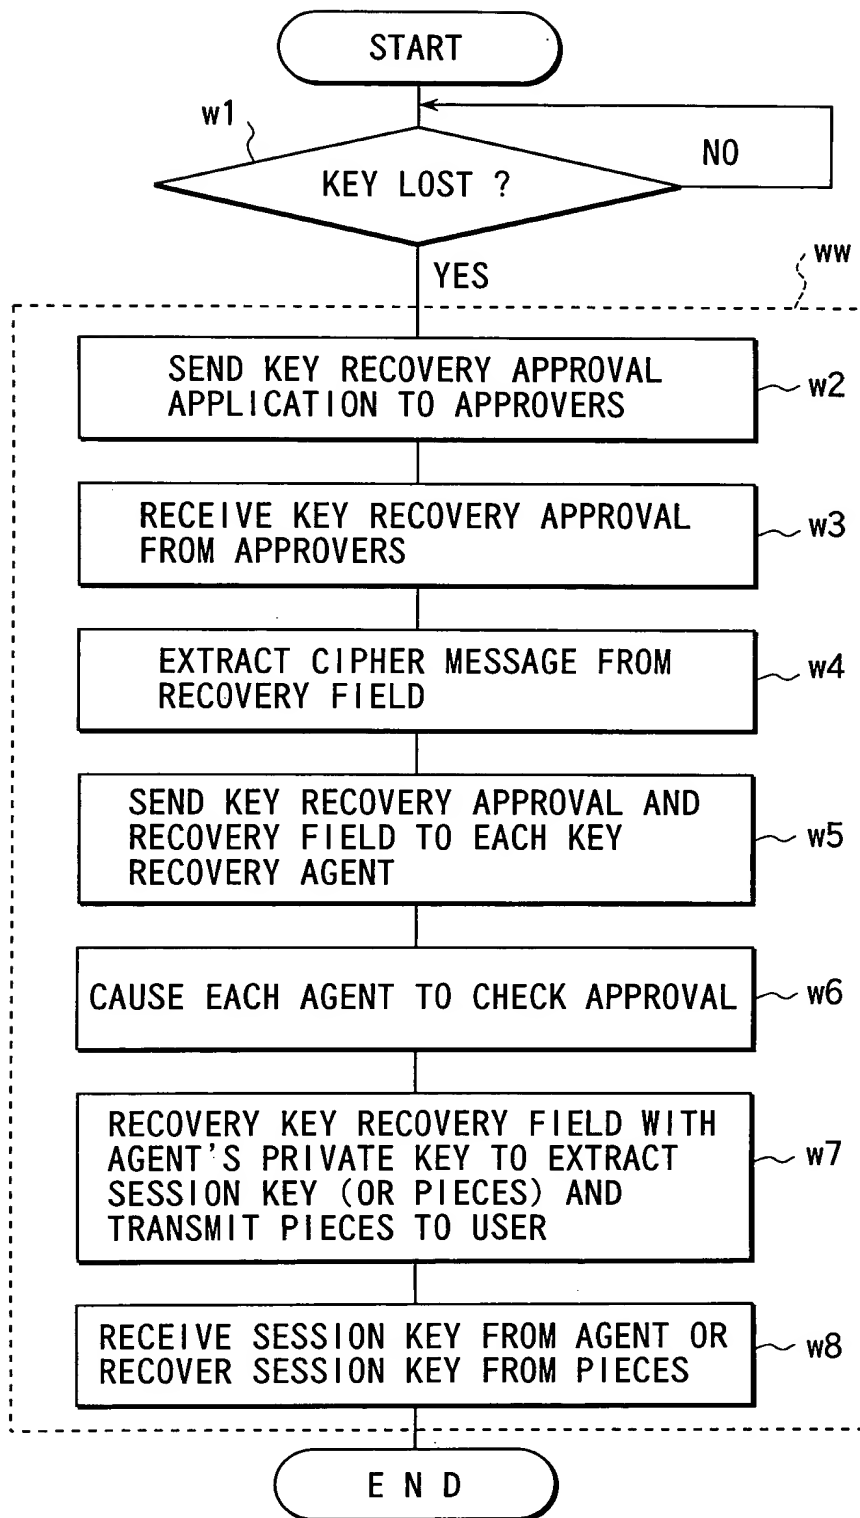 START
w1
KEY LOST ?
NO
YES
ww
SEND KEY RECOVERY APPROVAL
APPLICATION TO APPROVERS
w2
RECEIVE KEY RECOVERY APPROVAL
FROM APPROVERS
w3
EXTRACT CIPHER MESSAGE FROM
RECOVERY FIELD
w4
SEND KEY RECOVERY APPROVAL AND
RECOVERY FIELD TO EACH KEY
RECOVERY AGENT
w5
CAUSE EACH AGENT TO CHECK APPROVAL
w6
RECOVERY KEY RECOVERY FIELD WITH
AGENT'S PRIVATE KEY TO EXTRACT
SESSION KEY (OR PIECES) AND
TRANSMIT PIECES TO USER
w7
RECEIVE SESSION KEY FROM AGENT OR
RECOVER SESSION KEY FROM PIECES
w8
END